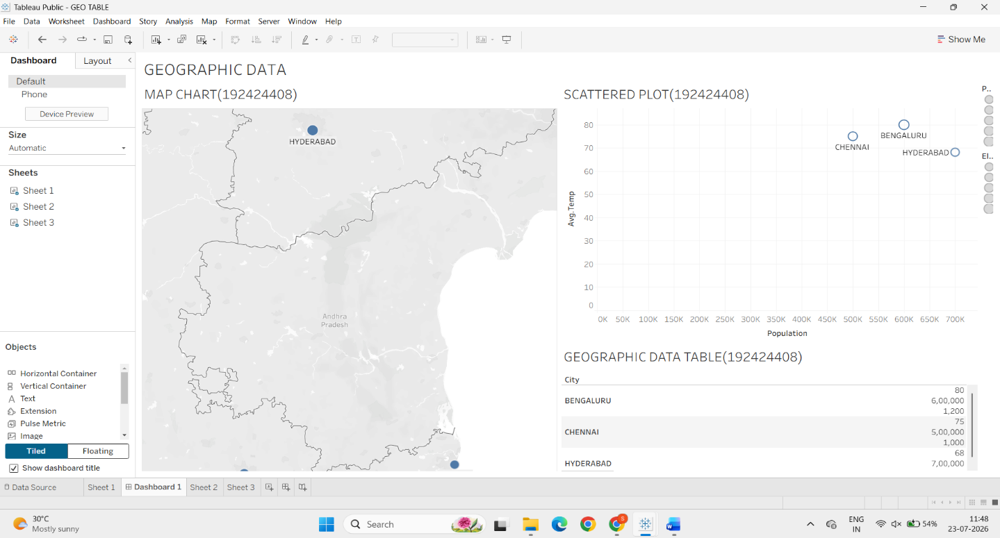 Tableau Public - GEO TABLE
File Data Worksheet Dashboard Story Analysis Map Format Server Window Help
Show Me
Dashboard Layout
Default
Phone
Device Preview
Size
Automatic
Sheets
Sheet 1
Sheet 2
Sheet 3
Objects
Horizontal Container
Vertical Container
A Text
Extension
Pulse Metric
Image
Tiled Floating
Show dashboard title
GEOGRAPHIC DATA
MAP CHART(192424408)
HYDERABAD
Andhra
Pradesh
SCATTERED PLOT(192424408)
80
70
60
50
40
30
20
10
0
Avg.Temp
BENGALURU
CHENNAI
HYDERABAD
0K 50K 100K 150K 200K 250K 300K 350K 400K 450K 500K 550K 600K 650K 700K
Population
P..
El..
GEOGRAPHIC DATA TABLE(192424408)
City
80
BENGALURU 6,00,000
1,200
75
CHENNAI 5,00,000
1,000
68
HYDERABAD 7,00,000
Data Source Sheet 1 Dashboard 1 Sheet 2 Sheet 3
30°C
Mostly sunny
Search
ENG
IN
54%
11:48
23-07-2026